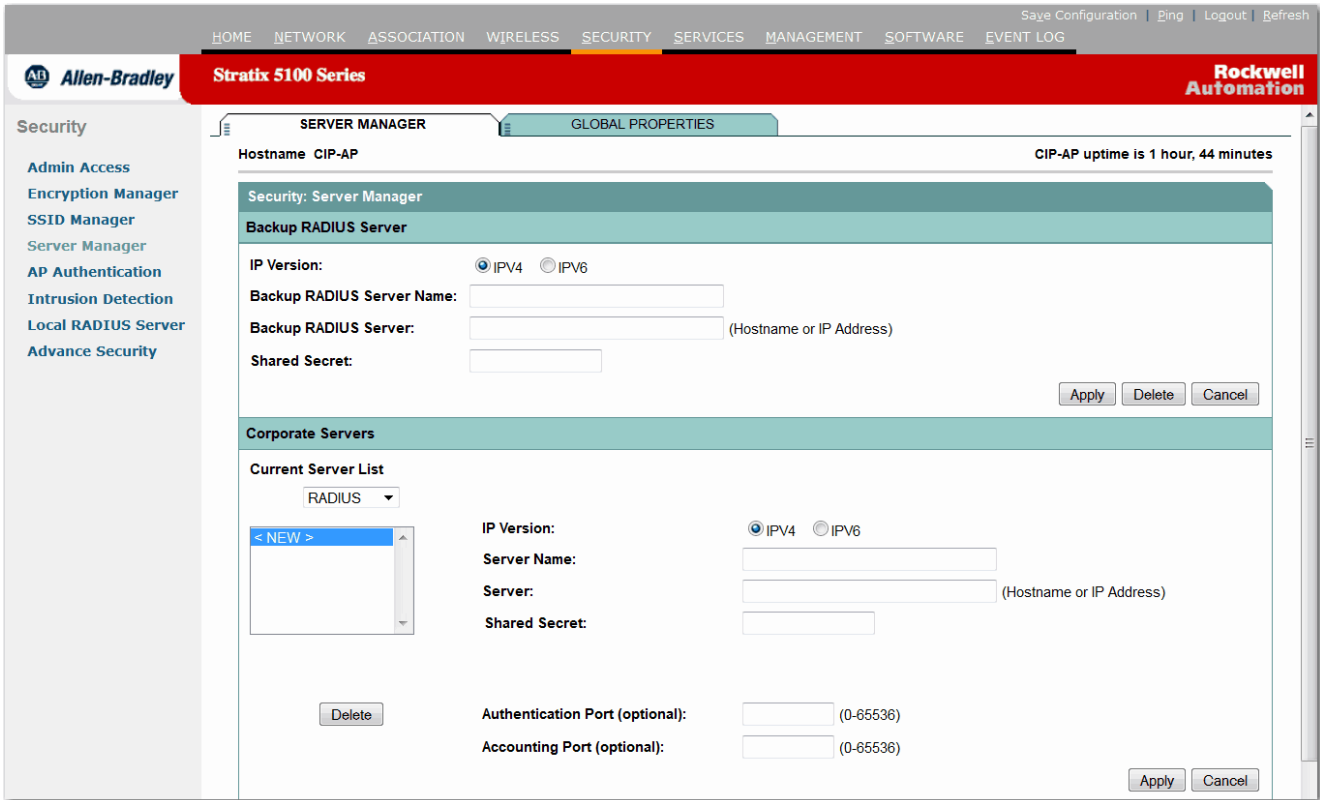 Save Configuration | Ping | Logout | Refresh
HOME NETWORK ASSOCIATION WIRELESS SECURITY SERVICES MANAGEMENT SOFTWARE EVENT LOG
AB Allen-Bradley
Stratix 5100 Series
Rockwell
Automation
Security
Admin Access
Encryption Manager
SSID Manager
Server Manager
AP Authentication
Intrusion Detection
Local RADIUS Server
Advance Security
SERVER MANAGER GLOBAL PROPERTIES
Hostname CIP-AP CIP-AP uptime is 1 hour, 44 minutes
Security: Server Manager
Backup RADIUS Server
IP Version: IPV4 IPV6
Backup RADIUS Server Name:
Backup RADIUS Server: (Hostname or IP Address)
Shared Secret:
Apply Delete Cancel
Corporate Servers
Current Server List
RADIUS
< NEW >
IP Version: IPV4 IPV6
Server Name:
Server: (Hostname or IP Address)
Shared Secret:
Delete
Authentication Port (optional): (0-65536)
Accounting Port (optional): (0-65536)
Apply Cancel